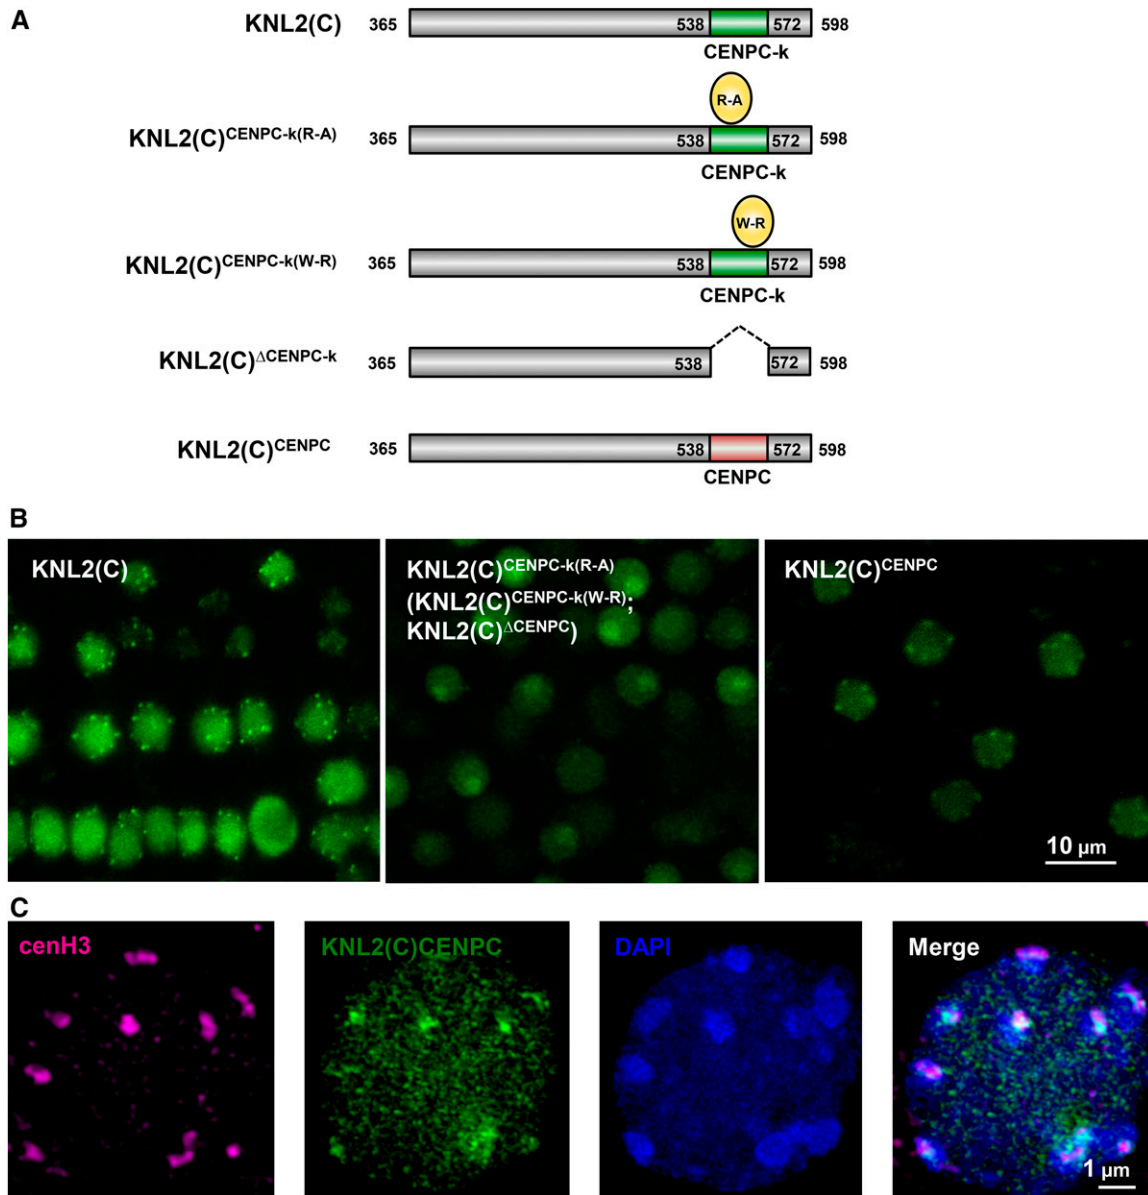 A
KNL2(C) 365 538 572 598
CENPC-k
R-A
KNL2(C)CENPC-k(R-A) 365 538 572 598
CENPC-k
W-R
KNL2(C)CENPC-k(W-R) 365 538 572 598
CENPC-k
KNL2(C)ΔCENPC-k 365 538 572 598
KNL2(C)CENPC 365 538 572 598
CENPC
B
KNL2(C)
KNL2(C)CENPC-k(R-A)
(KNL2(C)CENPC-k(W-R);
KNL2(C)ΔCENPC)
KNL2(C)CENPC
10 µm
C
cenH3
KNL2(C)CENPC
DAPI
Merge
1 µm